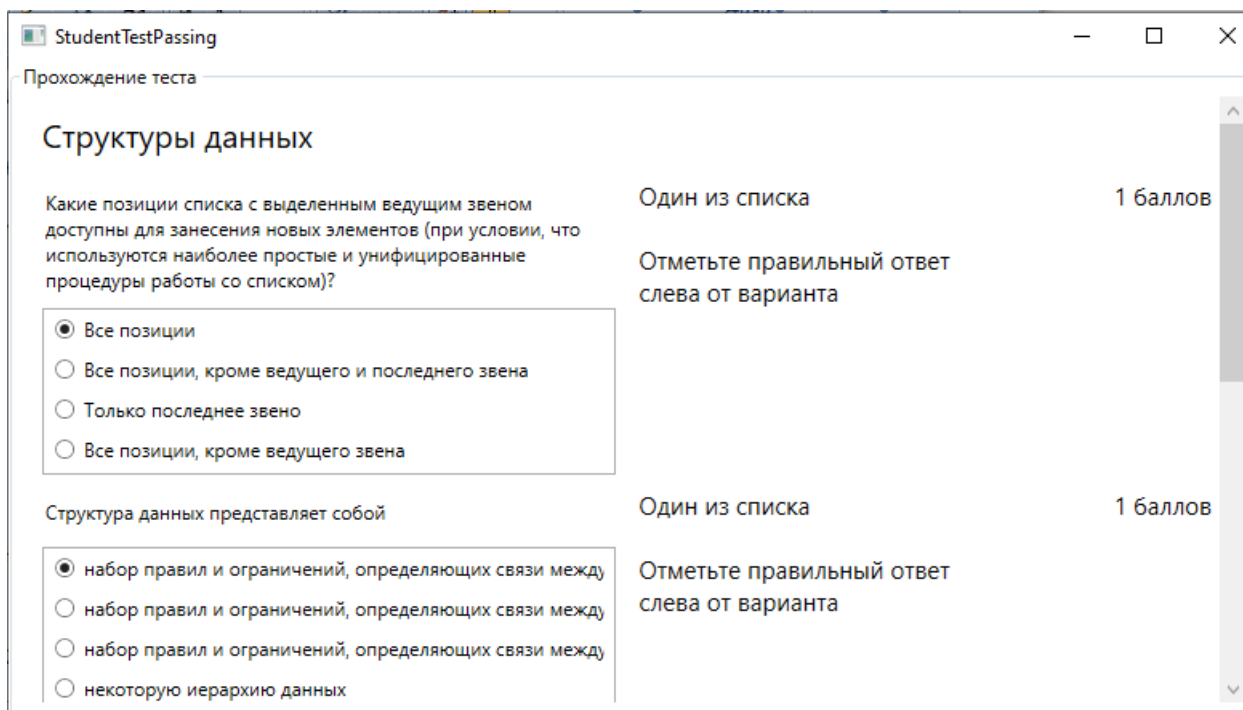 StudentTestPassing
Прохождение теста
Структуры данных
Какие позиции списка с выделенным ведущим звеном
доступны для занесения новых элементов (при условии, что
используются наиболее простые и унифицированные
процедуры работы со списком)?
Один из списка
1 баллов
Отметьте правильный ответ
слева от варианта
Все позиции
Все позиции, кроме ведущего и последнего звена
Только последнее звено
Все позиции, кроме ведущего звена
Структура данных представляет собой
Один из списка
1 баллов
Отметьте правильный ответ
слева от варианта
набор правил и ограничений, определяющих связи между
набор правил и ограничений, определяющих связи между
набор правил и ограничений, определяющих связи между
некоторую иерархию данных